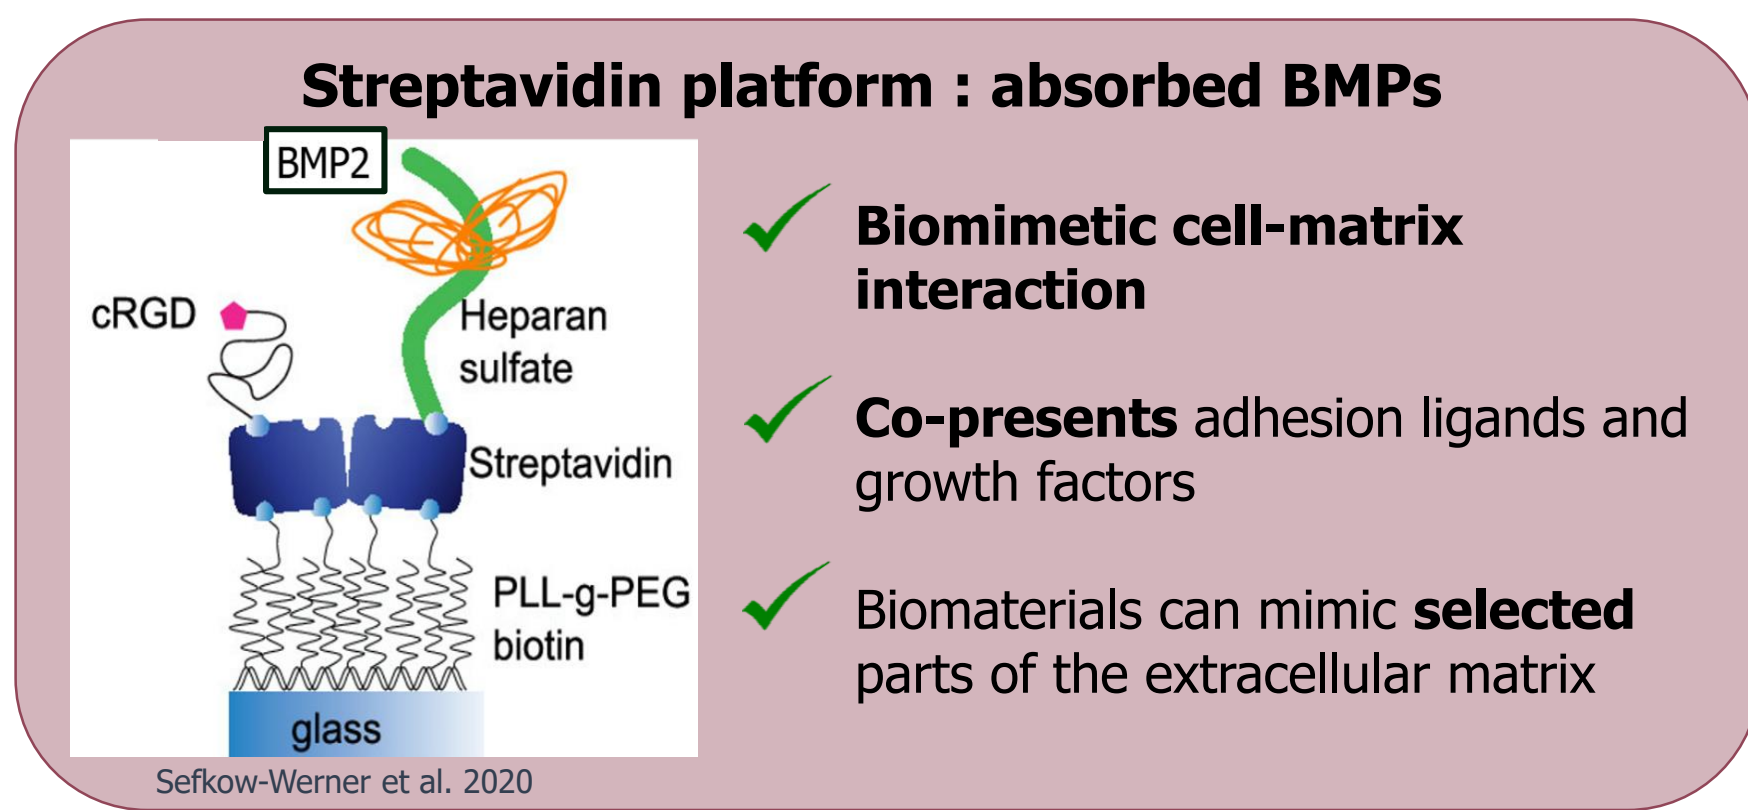 Streptavidin platform : absorbed BMPs
BMP2
cRGD
Heparan
sulfate
Streptavidin
PLL-g-PEG
biotin
glass
Sefkow-Werner et al. 2020
Biomimetic cell-matrix
interaction
Co-presents adhesion ligands and
growth factors
Biomaterials can mimic selected
parts of the extracellular matrix